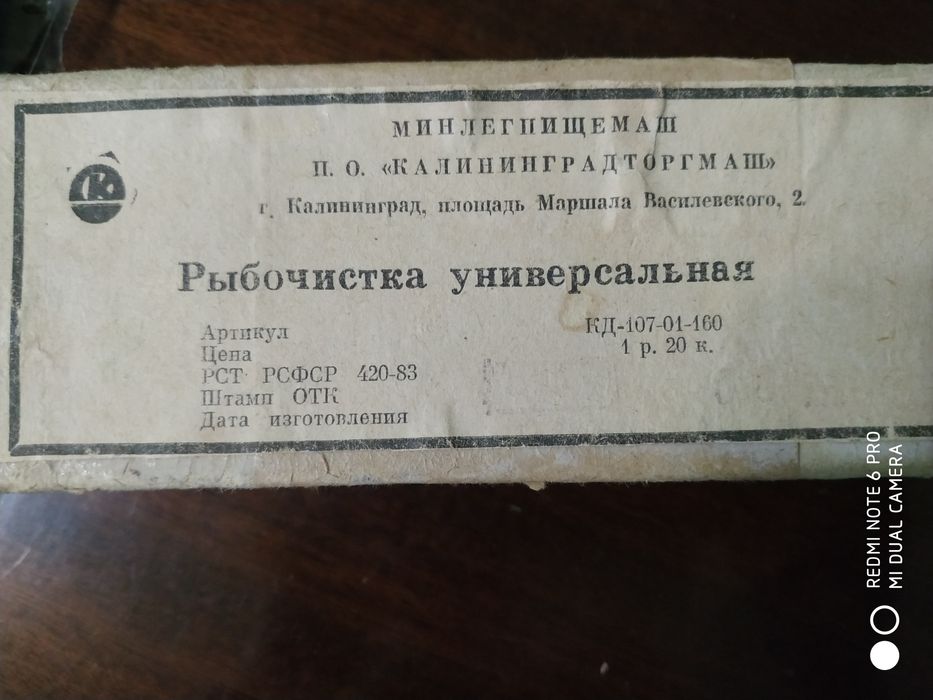 МИНЛЕГПИЩЕМАШ
П. О. «КАЛИНИНГРАДТОРГМАШ»
г. Калининград, площадь Маршала Василевского, 2.
К
Рыбочистка универсальная
Артикул КД-107-01-160
Цена 1 р. 20 к.
РСТ РСФСР 420-83
Штамп ОТК
Дата изготовления
REDMI NOTE 6 PRO
MI DUAL CAMERA